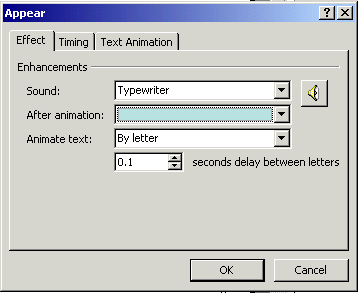 Appear
Effect Timing Text Animation
Enhancements
Sound: Typewriter
After animation:
Animate text: By letter
0.1 seconds delay between letters
OK Cancel